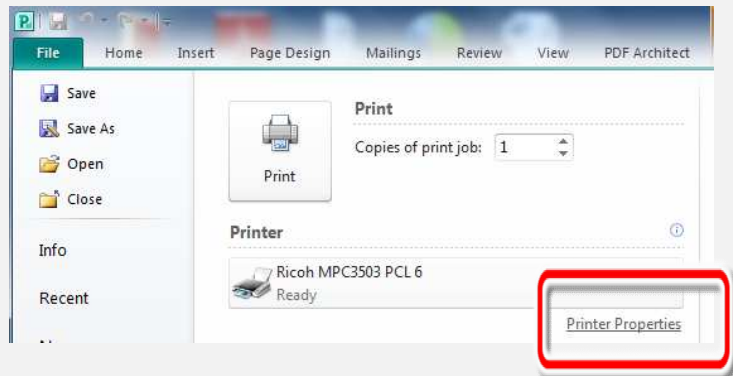 File Home Insert Page Design Mailings Review View PDF Architect
Save
Save As
Open
Close
Info
Recent
Print
Print
Copies of print job: 1
Printer
Ricoh MPC3503 PCL 6
Ready
Printer Properties